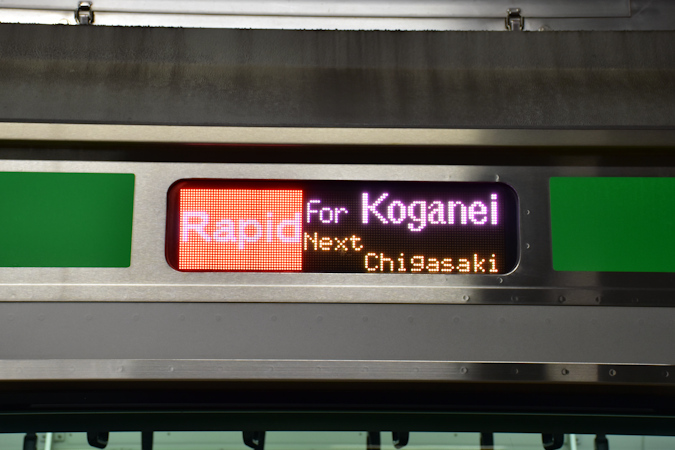 Rapid
For Koganei
Next
Chigasaki